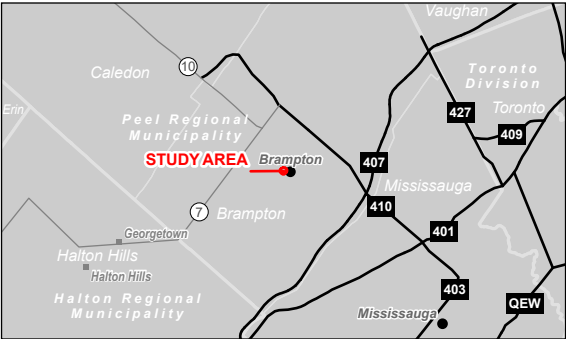 Vaughan
Caledon
10
Toronto
Division
Erin
Peel Regional
Municipality
427
Toronto
409
STUDY AREA
Brampton
407
Mississauga
7
Brampton
410
Georgetown
401
Halton Hills
Halton Hills
403
Halton Regional
Municipality
QEW
Mississauga